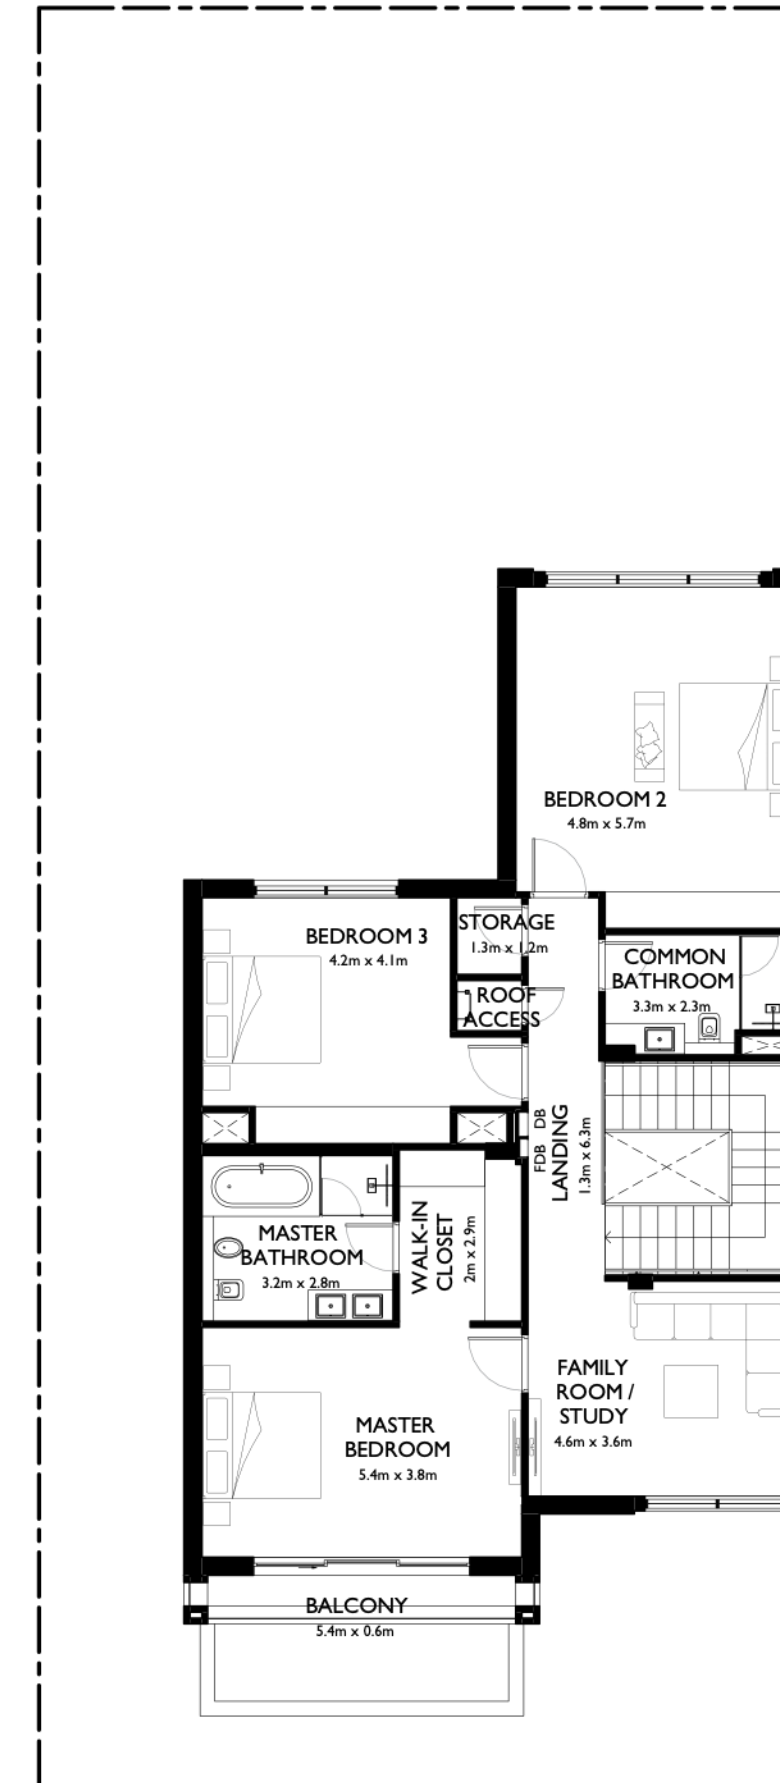 BEDROOM 2
4.8m x 5.7m
STORAGE
1.3m x 1.2m
BEDROOM 3
4.2m x 4.1m
COMMON
BATHROOM
3.3m x 2.3m
ROOF
ACCESS
DB
FDB
LANDING
1.3m x 6.3m
WALK-IN
CLOSET
2m x 2.9m
MASTER
BATHROOM
3.2m x 2.8m
FAMILY
ROOM /
STUDY
4.6m x 3.6m
MASTER
BEDROOM
5.4m x 3.8m
BALCONY
5.4m x 0.6m